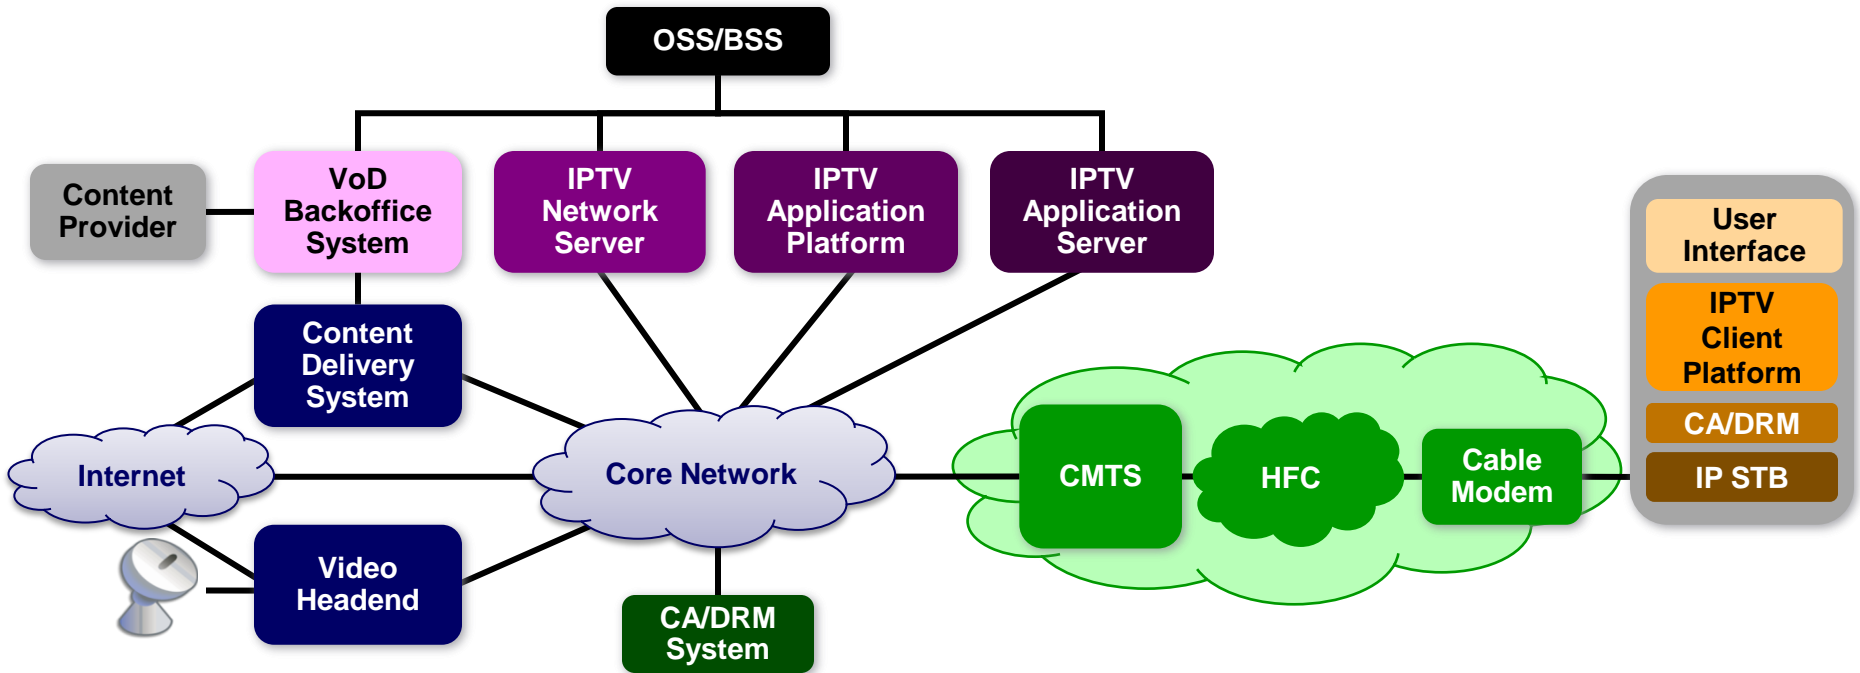 OSS/BSS
Content
Provider
VoD
Backoffice
System
IPTV
Network
Server
IPTV
Application
Platform
IPTV
Application
Server
User
Interface
IPTV
Client
Platform
CA/DRM
IP STB
Content
Delivery
System
Internet
Core Network
CMTS
HFC
Cable
Modem
Video
Headend
CA/DRM
System